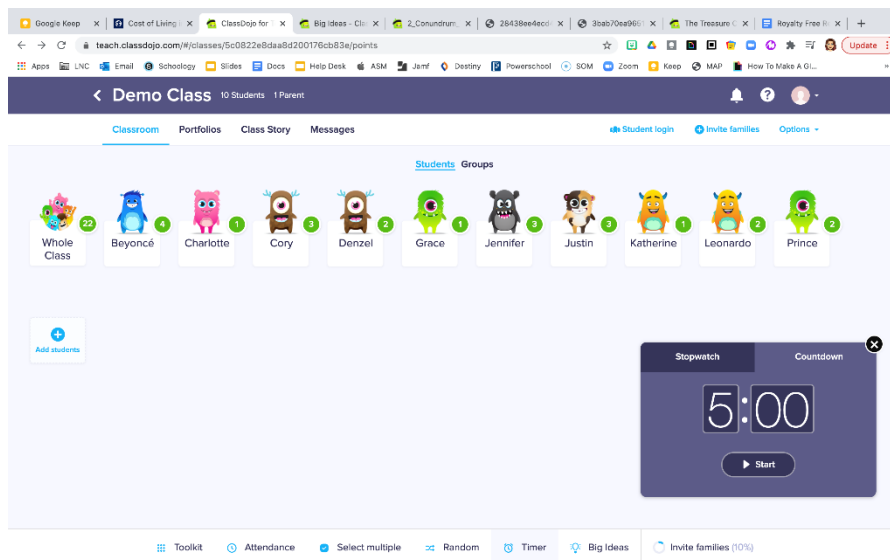 Google Keep
Cost of Living
ClassDojo for
Big Ideas - Cla
2_Conundrum_
28438ee4ecd4
3bab70ea966
The Treasure C
Royalty Free R
teach.classdojo.com/#/classes/5c0822e8daa8d200176cb83e/points
Update
Apps LNC Email Schoology Slides Docs Help Desk ASM Jamf Destiny Powerschool SOM Zoom Keep MAP How To Make A Gl...
Demo Class 10 Students 1 Parent
Classroom Portfolios Class Story Messages Student login Invite families Options
Students Groups
22 4 1 3 2 1 3 3 1 2 2
Whole Class
Beyoncé
Charlotte
Cory
Denzel
Grace
Jennifer
Justin
Katherine
Leonardo
Prince
Add students
Stopwatch Countdown
5:00
Start
Toolkit Attendance Select multiple Random Timer Big Ideas Invite families (10%)